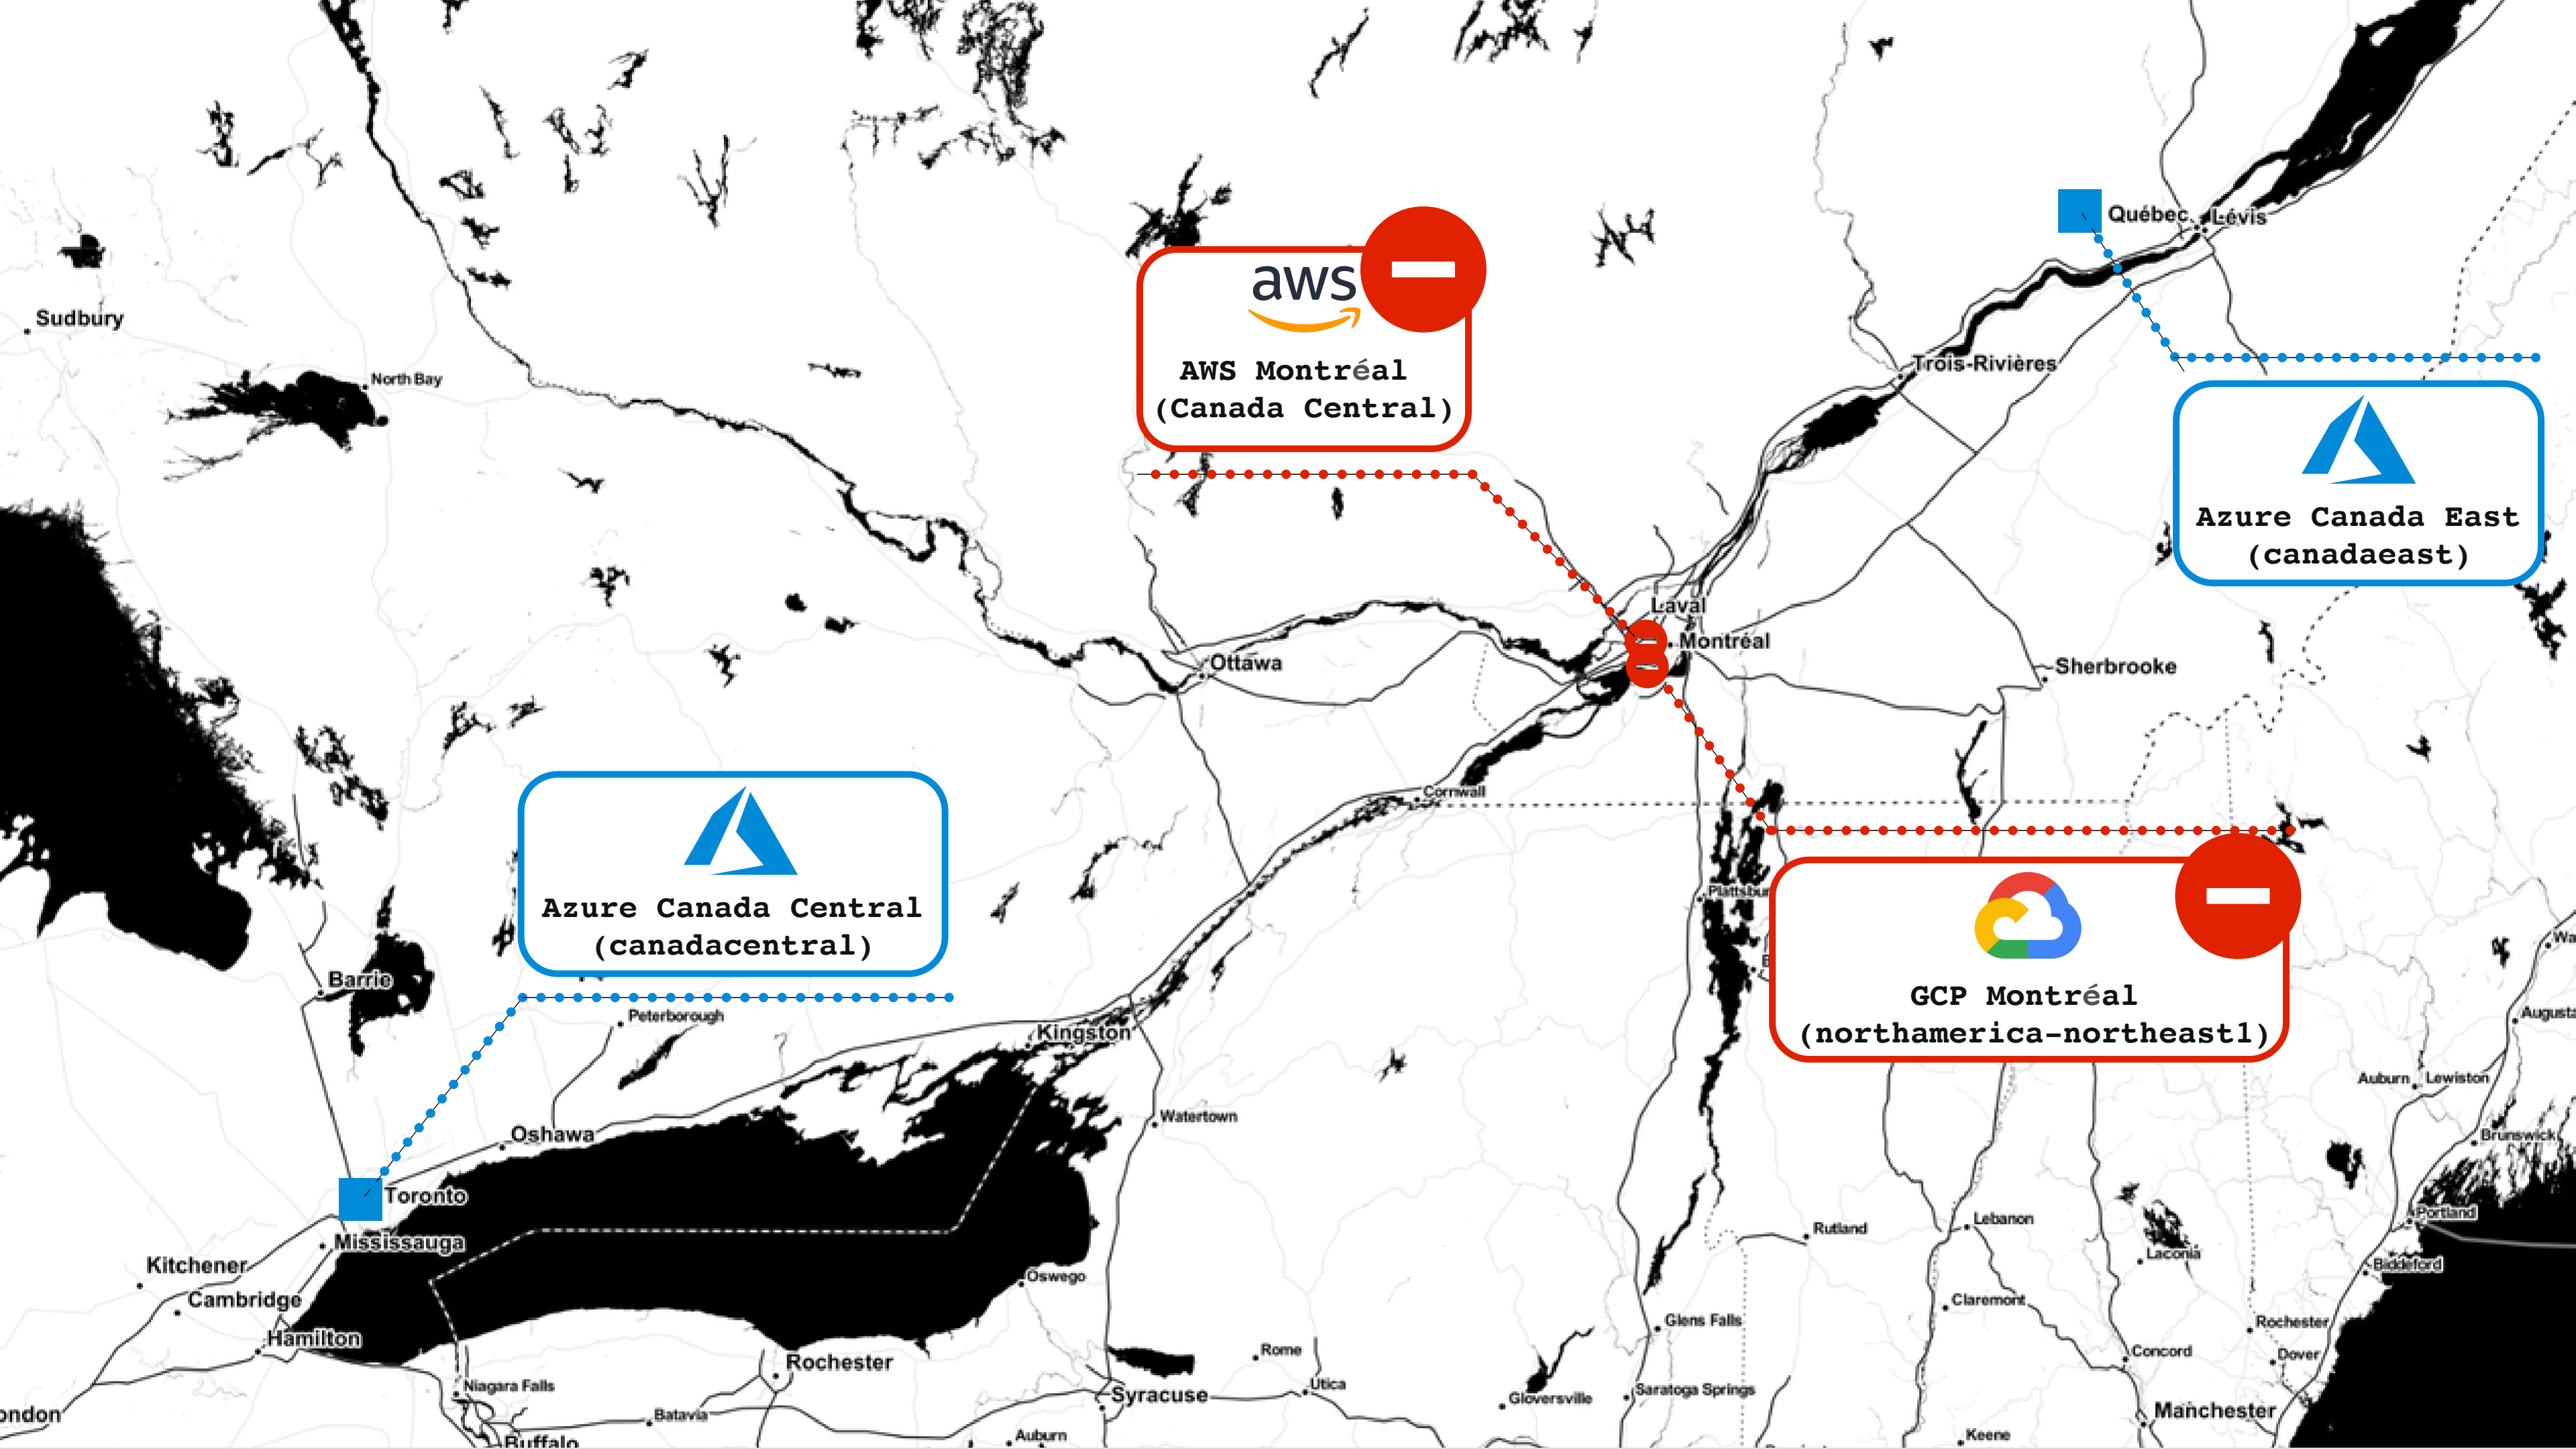 Québec
Lévis
aws
AWS Montréal
(Canada Central)
Sudbury
Trois-Rivières
North Bay
Azure Canada East
(canadaeast)
Laval
Montréal
Ottawa
Sherbrooke
Cornwall
Azure Canada Central
(canadacentral)
Barrie
GCP Montréal
(northamerica-northeast1)
Peterborough
Kingston
Auburn
Lewiston
Watertown
Oshawa
Brunswick
Toronto
Portland
Mississauga
Lebanon
Rutland
Laconia
Kitchener
Biddeford
Oswego
Cambridge
Claremont
Glens Falls
Rochester
Hamilton
Rome
Concord
Dover
Rochester
Niagara Falls
Utica
Saratoga Springs
Syracuse
Gloversville
Manchester
Batavia
Auburn
Keene
Buffalo